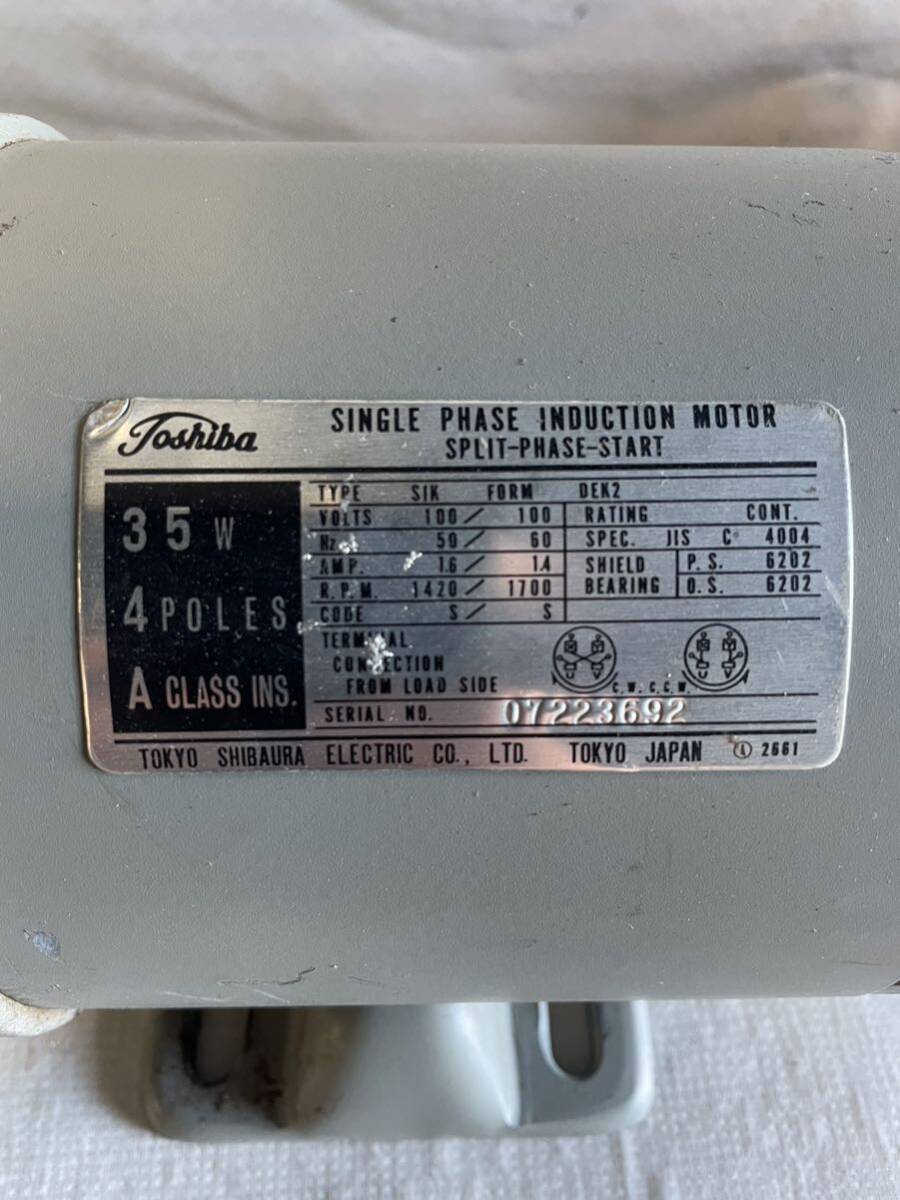 Toshiba
SINGLE PHASE INDUCTION MOTOR
SPLIT-PHASE-START
35 W
4 POLES
A CLASS INS.
TYPE SIK FORM DEK2
VOLTS 100/ 100 RATING CONT.
Hz 50/ 60 SPEC. JIS C 4004
AMP. 1.6/ 1.4 SHIELD P.S. 6202
R.P.M. 1420/ 1700 BEARING O.S. 6202
CODE S/ S
TERMINAL
CONNECTION
FROM LOAD SIDE
C.W. C.C.W.
SERIAL NO. 07223692
TOKYO SHIBAURA ELECTRIC CO., LTD. TOKYO JAPAN 2661